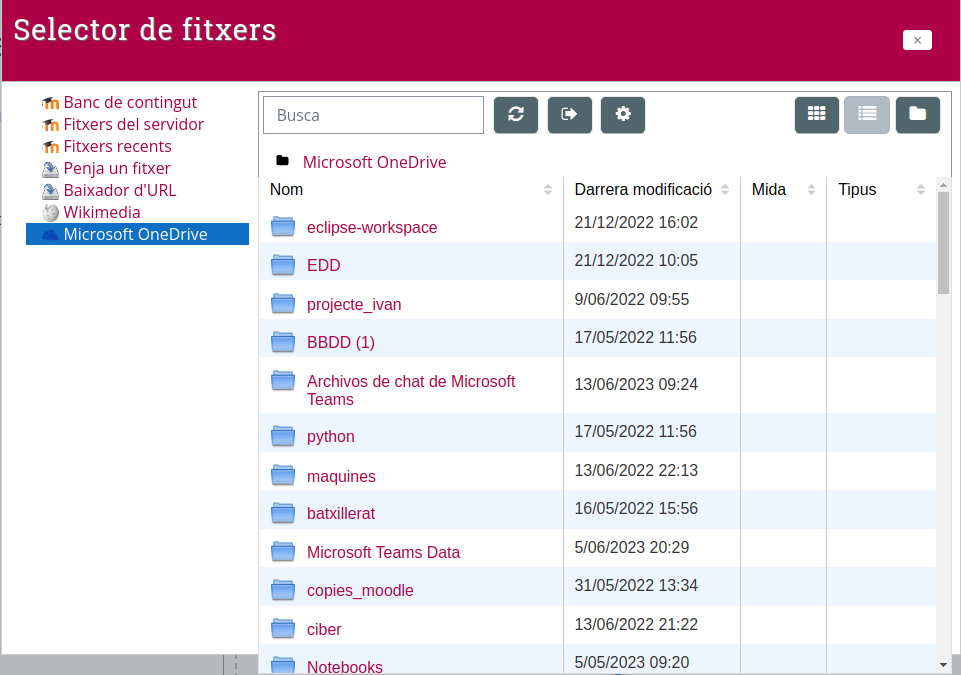 Selector de fitxers
×
Banc de contingut
Fitxers del servidor
Fitxers recents
Penja un fitxer
Baixador d'URL
Wikimedia
Microsoft OneDrive
Busca
Microsoft OneDrive
Nom Darrera modificació Mida Tipus
eclipse-workspace 21/12/2022 16:02
EDD 21/12/2022 10:05
projecte_ivan 9/06/2022 09:55
BBDD (1) 17/05/2022 11:56
Archivos de chat de Microsoft 13/06/2023 09:24
Teams
python 17/05/2022 11:56
maquines 13/06/2022 22:13
batxillerat 16/05/2022 15:56
Microsoft Teams Data 5/06/2023 20:29
copies_moodle 31/05/2022 13:34
ciber 13/06/2022 21:22
Notebooks 5/05/2023 09:20